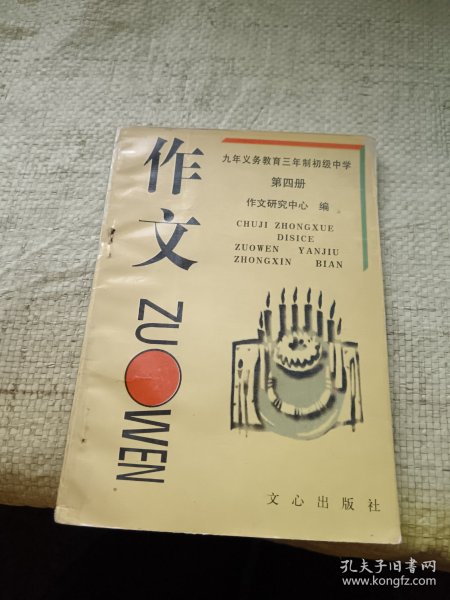 作文
ZUOWEN
九年义务教育三年制初级中学
第四册
作文研究中心 编
CHUJI ZHONGXUE
DISICE
ZUOWEN YANJIU
ZHONGXIN BIAN
文心出版社
孔夫子旧书网
www.kongfz.com